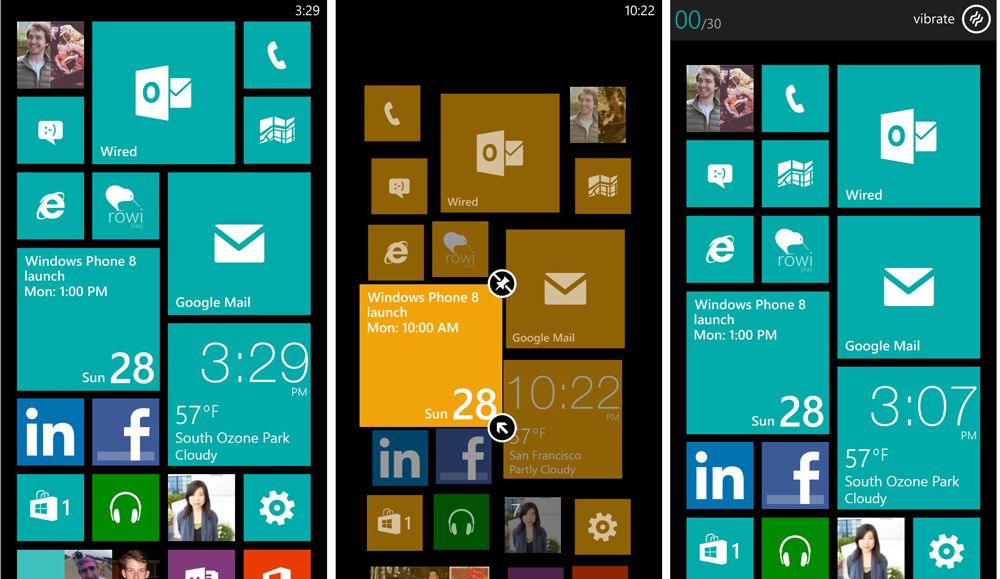 3:29
Wired
rowi
[lite]
Windows Phone 8
launch
Mon: 1:00 PM
Sun 28
Google Mail
3:29
PM
57°F
South Ozone Park
Cloudy
in
f
1
10:22
Wired
rowi
Windows Phone 8
launch
Mon: 10:00 AM
Sun 28
Google Mail
10:22
PM
57°F
San Francisco
Partly Cloudy
in
f
1
00/30
vibrate
Wired
rowi
[lite]
Windows Phone 8
launch
Mon: 1:00 PM
Sun 28
Google Mail
3:07
PM
57°F
South Ozone Park
Cloudy
in
f
1